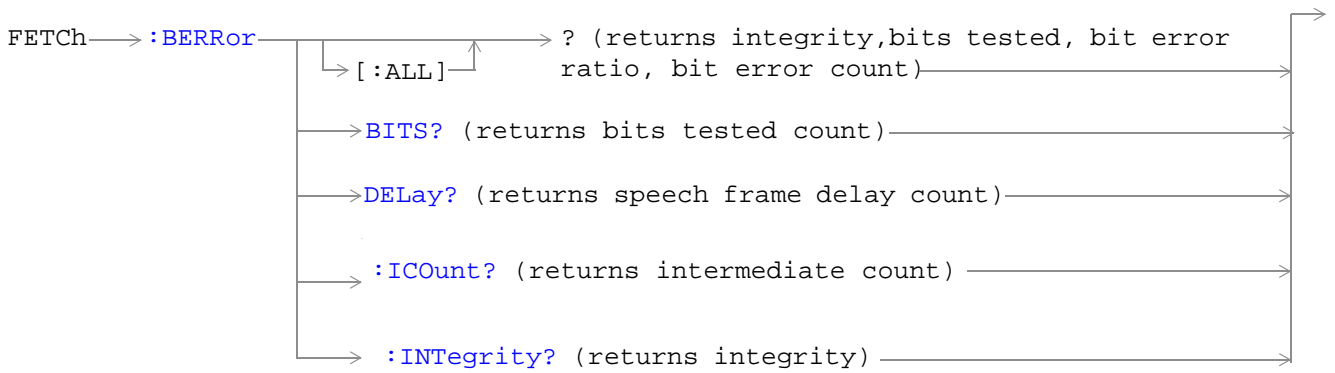 FETCh :BERRor ? (returns integrity,bits tested, bit error
[:ALL] ratio, bit error count)
BITS? (returns bits tested count)
DELay? (returns speech frame delay count)
:ICOunt? (returns intermediate count)
:INTegrity? (returns integrity)